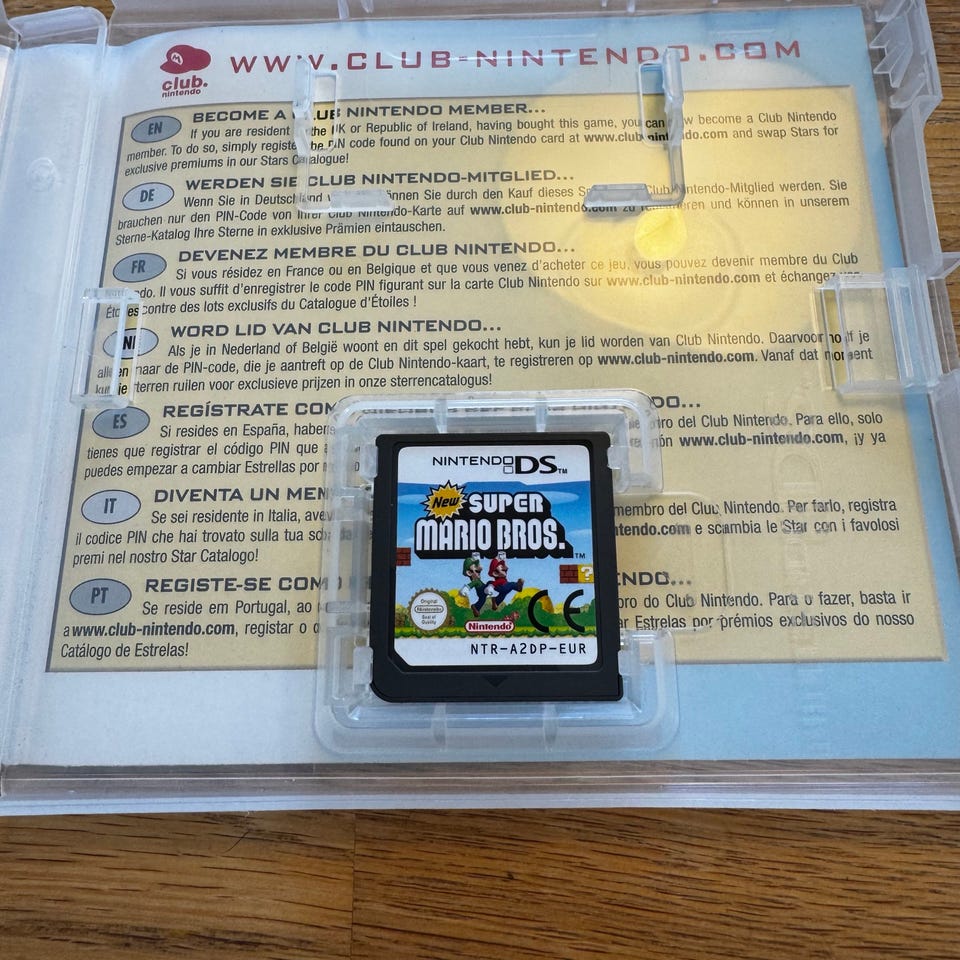 club.
nintendo
WWW.CLUB-NINTENDO.COM
EN
BECOME A CLUB NINTENDO MEMBER...
If you are resident the UK or Republic of Ireland, having bought this game, you can become a Club Nintendo
member. To do so, simply the PIN code found on your Club Nintendo card at www.club-nintendo.com and swap Stars for
exclusive premiums in our Stars Catalogue!
DE
WERDEN SIE CLUB NINTENDO-MITGLIED...
Wenn Sie in Deutschland können Sie durch den Kauf dieses Club Nintendo-Mitglied werden. Sie
brauchen nur den PIN-Code von Ihrer Club Nintendo-Karte auf www.club-nintendo.com zu registrieren und können in unserem
Sterne-Katalog Ihre Sterne in exklusive Prämien eintauschen.
FR
DEVENEZ MEMBRE DU CLUB NINTENDO...
Si vous résidez en France ou en Belgique et que vous venez d'acheter ce jeu, vous pouvez devenir membre du Club
Il vous suffit d'enregistrer le code PIN figurant sur la carte Club Nintendo sur www.club-nintendo.com et échangez
contre des lots exclusifs du Catalogue d'Étoiles !
NL
WORD LID VAN CLUB NINTENDO...
Als je in Nederland of België woont en dit spel gekocht hebt, kun je lid worden van Club Nintendo. Daarvoor je
alleen maar de PIN-code, die je aantreft op de Club Nintendo-kaart, te registreren op www.club-nintendo.com. Vanaf dat moment
kun je sterren ruilen voor exclusieve prijzen in onze sterrencatalogus!
ES
REGÍSTRATE
Si resides en España, del Club Nintendo. Para ello, solo
tienes que registrar el código PIN que www.club-nintendo.com, ¡y ya
puedes empezar a cambiar Estrellas por
IT
DIVENTA UN
Se sei residente in Italia, membro del Club Nintendo. Per farlo, registra
il codice PIN che hai trovato sulla tua e scambia le Star con i favolosi
premi nel nostro Star Catalogo!
PT
REGISTE-SE
Se reside em Portugal, ao do Club Nintendo. Para o fazer, basta ir
a www.club-nintendo.com, registar o Estrelas por prémios exclusivos do nosso
Catálogo de Estrelas!
NINTENDO DS TM
New SUPER
MARIO BROS. TM
Original
Nintendo
Seal of
Quality
Nintendo
CE
NTR-A2DP-EUR